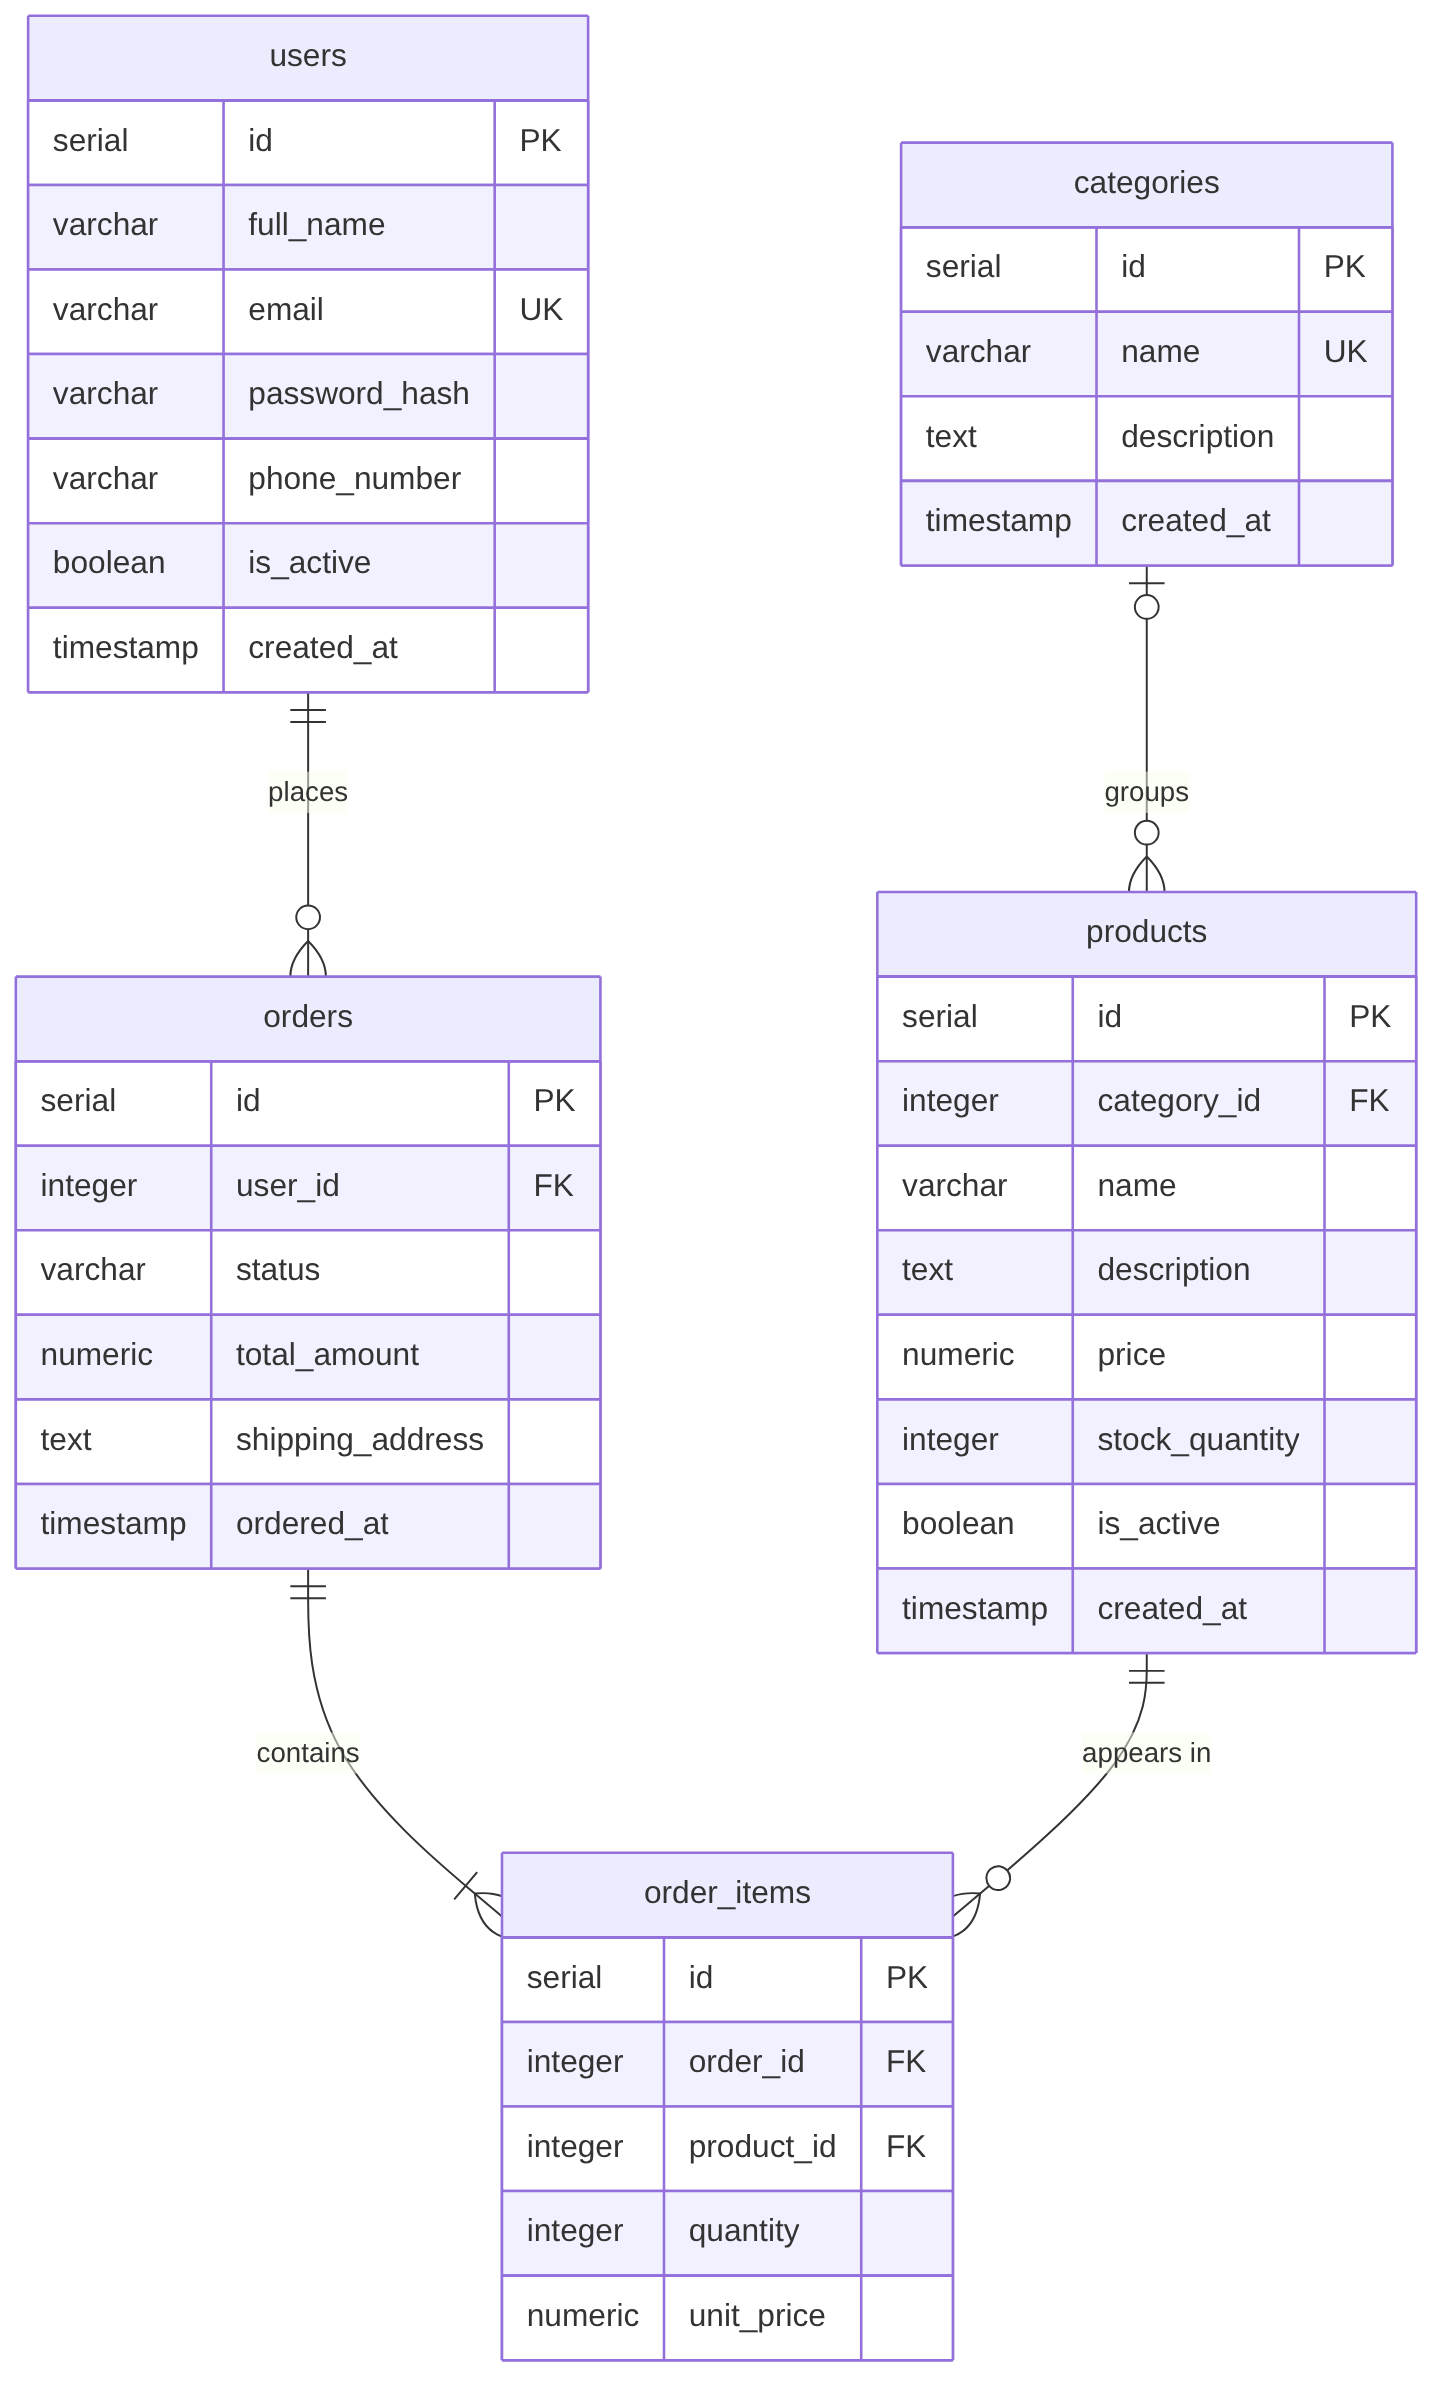 users
serial id PK
varchar full_name
varchar email UK
varchar password_hash
varchar phone_number
boolean is_active
timestamp created_at
categories
serial id PK
varchar name UK
text description
timestamp created_at
places
groups
orders
serial id PK
integer user_id FK
varchar status
numeric total_amount
text shipping_address
timestamp ordered_at
products
serial id PK
integer category_id FK
varchar name
text description
numeric price
integer stock_quantity
boolean is_active
timestamp created_at
contains
appears in
order_items
serial id PK
integer order_id FK
integer product_id FK
integer quantity
numeric unit_price